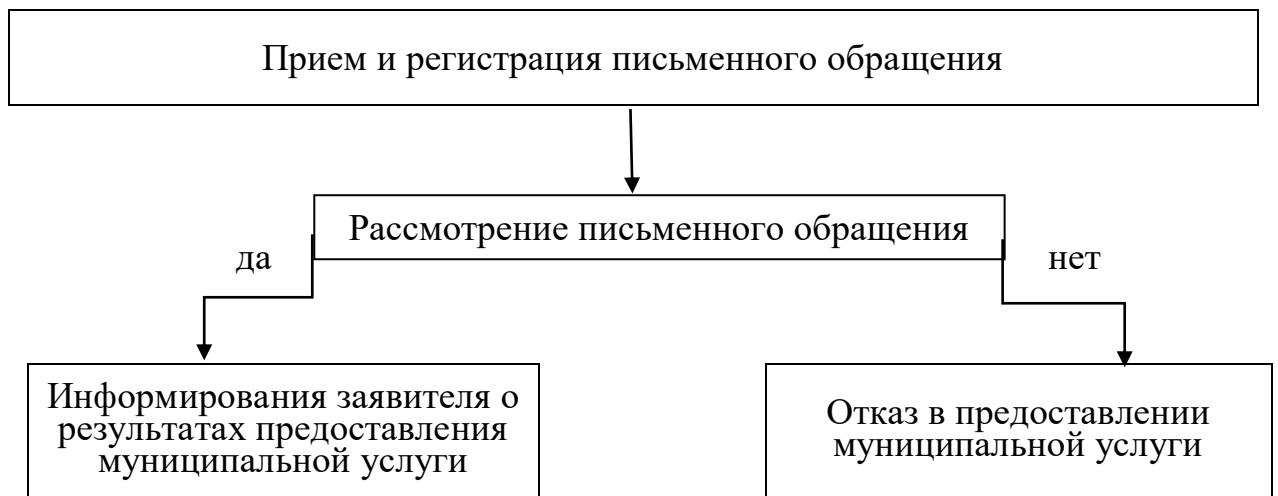 Прием и регистрация письменного обращения
Рассмотрение письменного обращения
да
нет
Информирования заявителя о
результатах предоставления
муниципальной услуги
Отказ в предоставлении
муниципальной услуги